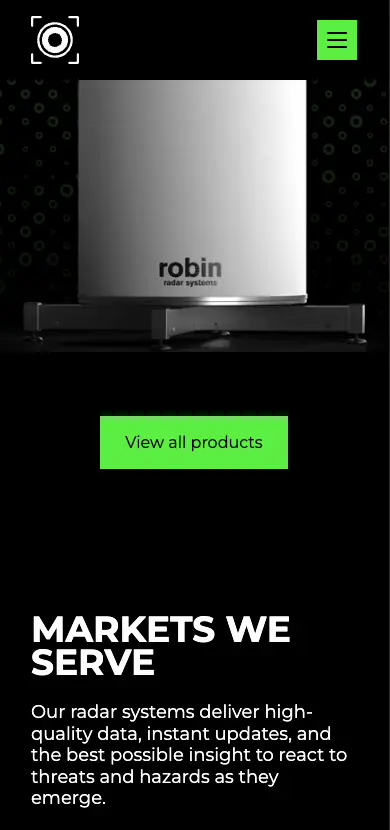 robin
radar systems
View all products
MARKETS WE
SERVE
Our radar systems deliver high-
quality data, instant updates, and
the best possible insight to react to
threats and hazards as they
emerge.